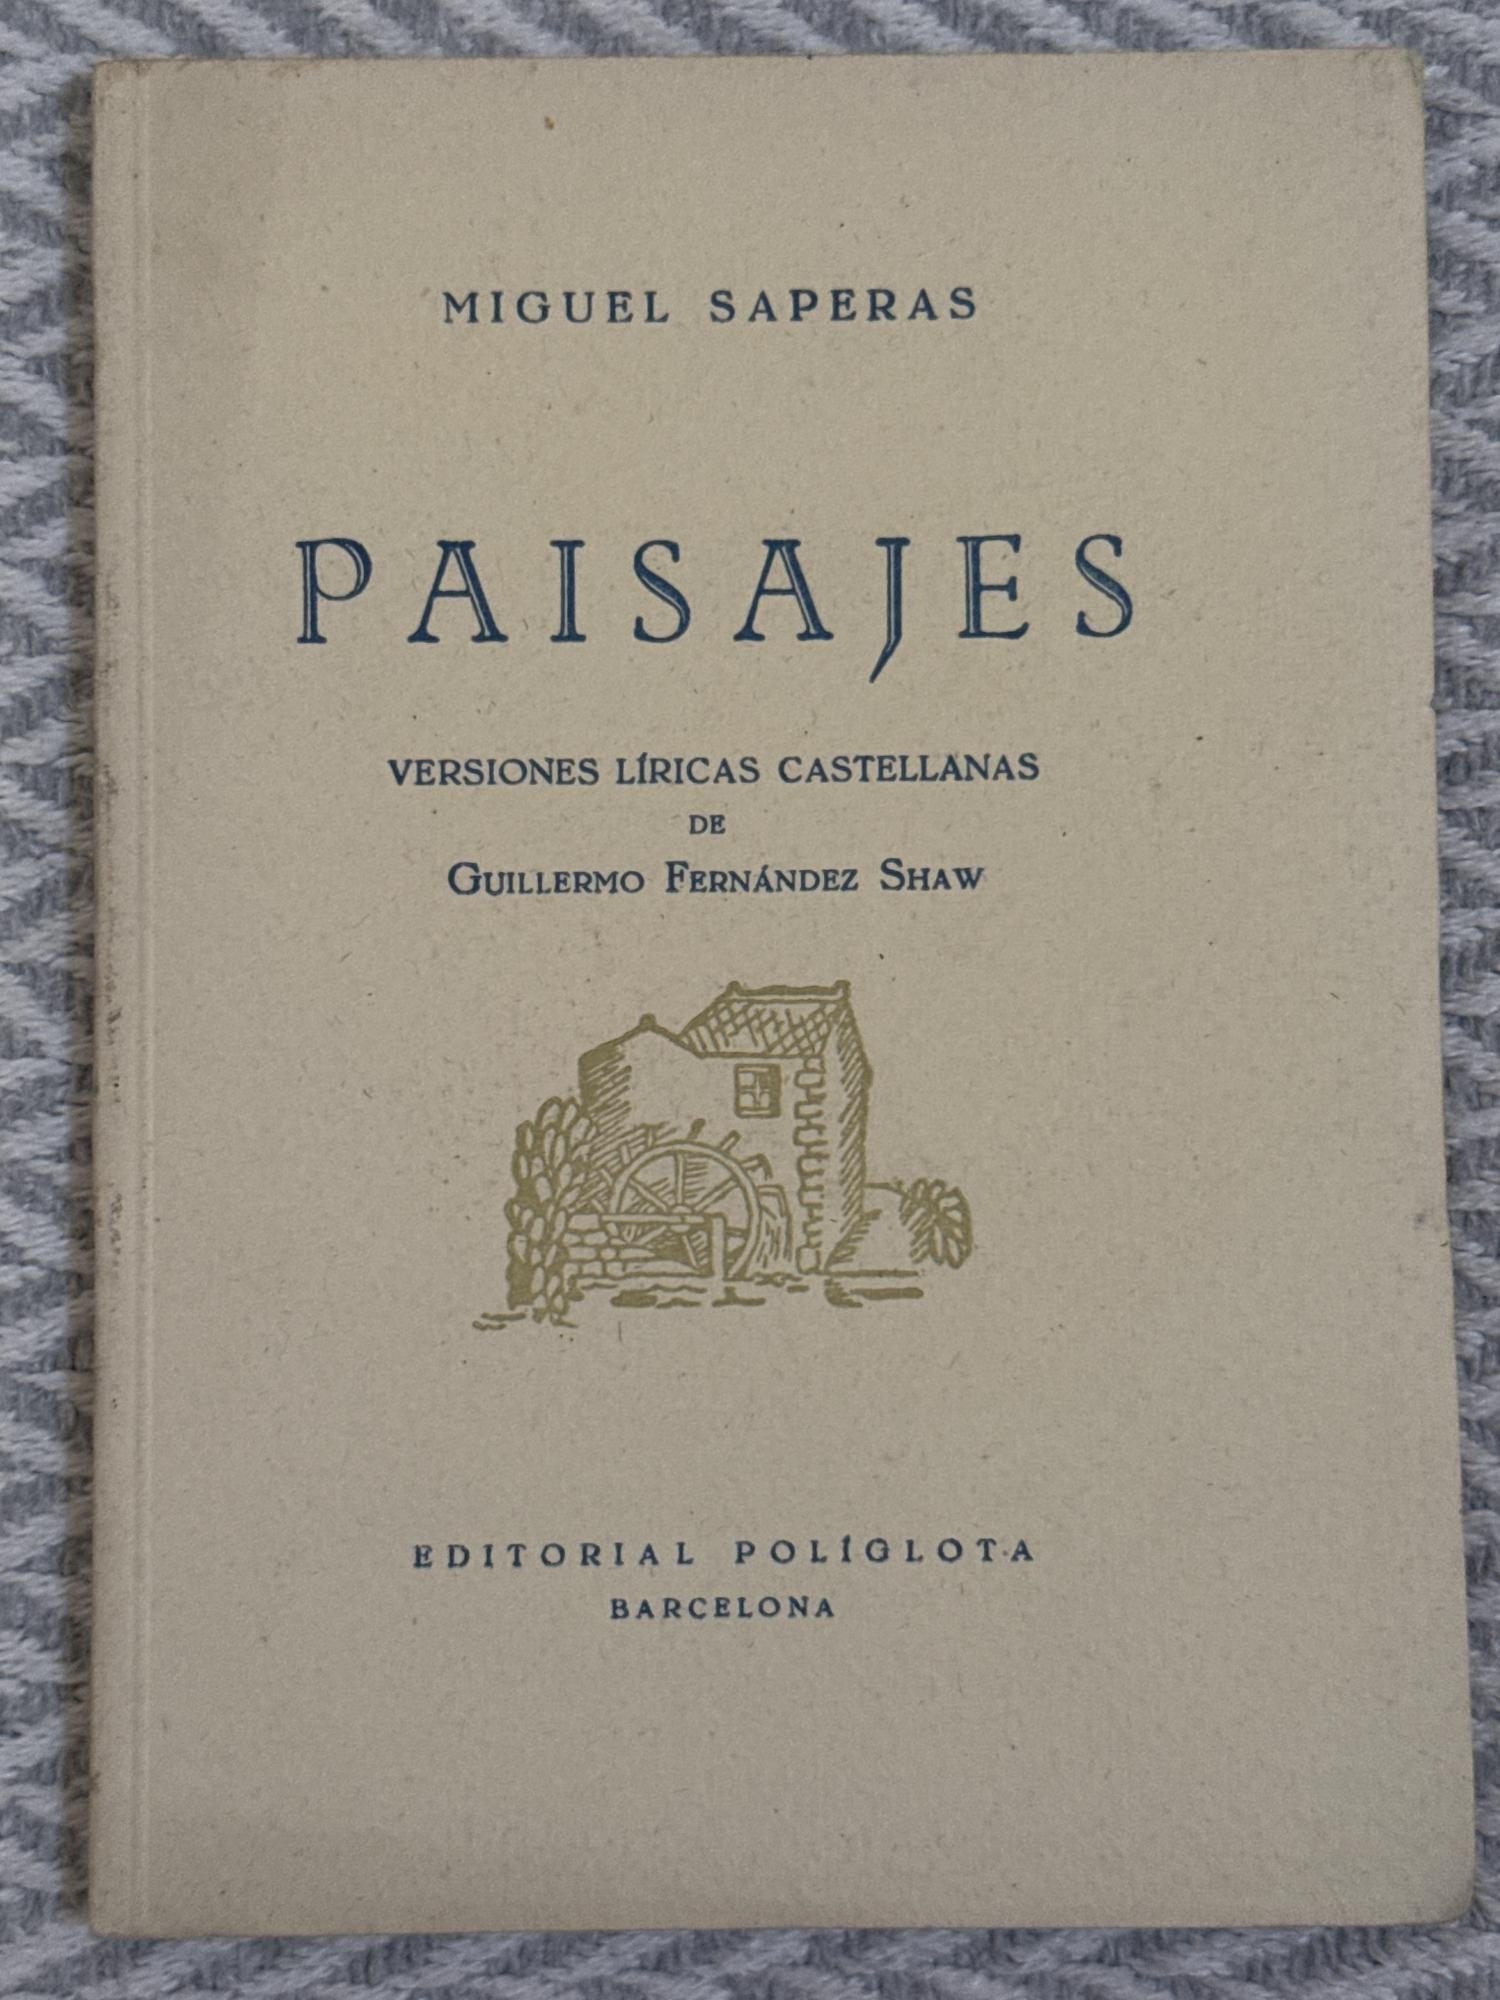 MIGUEL SAPERAS
PAISAJES
VERSIONES LÍRICAS CASTELLANAS
DE
GUILLERMO FERNÁNDEZ SHAW
EDITORIAL POLÍGLOTA
BARCELONA